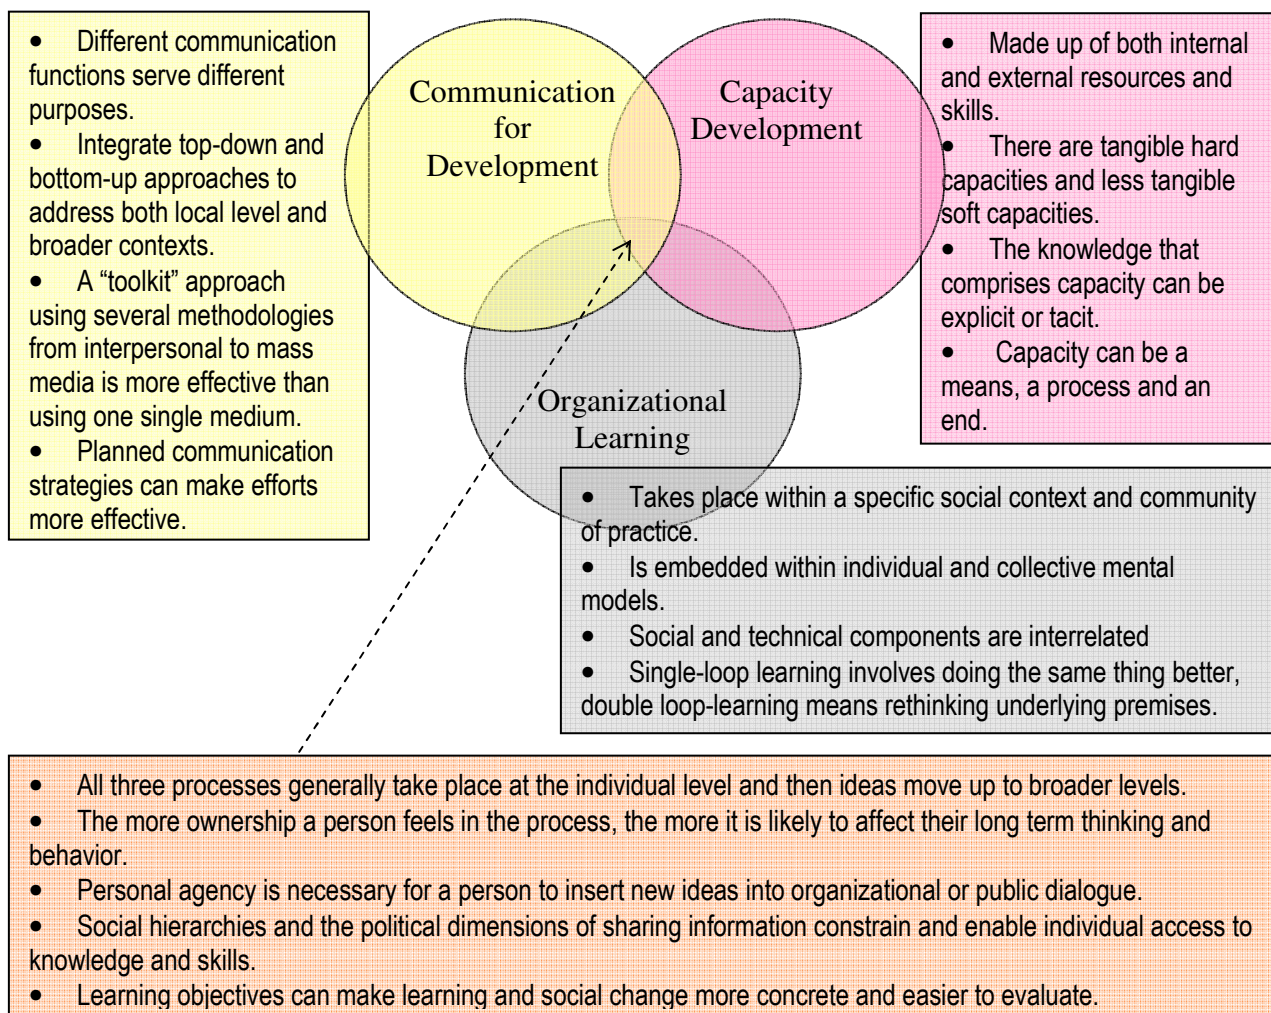 • Different communication
functions serve different
purposes.
• Integrate top-down and
bottom-up approaches to
address both local level and
broader contexts.
• A “toolkit” approach
using several methodologies
from interpersonal to mass
media is more effective than
using one single medium.
• Planned communication
strategies can make efforts
more effective.
Communication
for
Development
Capacity
Development
Organizational
Learning
• Made up of both internal
and external resources and
skills.
• There are tangible hard
capacities and less tangible
soft capacities.
• The knowledge that
comprises capacity can be
explicit or tacit.
• Capacity can be a
means, a process and an
end.
• Takes place within a specific social context and community
of practice.
• Is embedded within individual and collective mental
models.
• Social and technical components are interrelated
• Single-loop learning involves doing the same thing better,
double loop-learning means rethinking underlying premises.
• All three processes generally take place at the individual level and then ideas move up to broader levels.
• The more ownership a person feels in the process, the more it is likely to affect their long term thinking and
behavior.
• Personal agency is necessary for a person to insert new ideas into organizational or public dialogue.
• Social hierarchies and the political dimensions of sharing information constrain and enable individual access to
knowledge and skills.
• Learning objectives can make learning and social change more concrete and easier to evaluate.